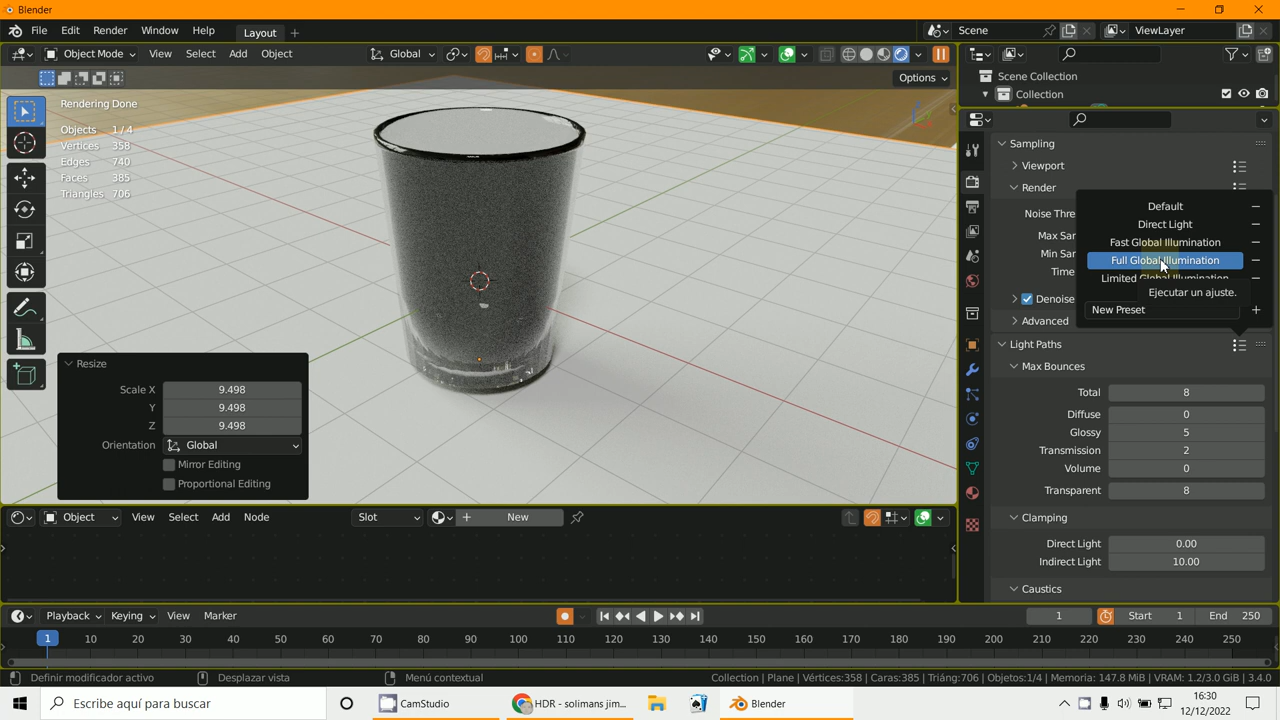 Blender
File Edit Render Window Help Layout Scene ViewLayer
Object Mode View Select Add Object Global
Options
Rendering Done
Objects 1 / 4
Vertices 358
Edges 740
Faces 385
Triangles 706
Resize
Scale X 9.498
Y 9.498
Z 9.498
Orientation Global
Mirror Editing
Proportional Editing
Scene Collection
Collection
Sampling
Viewport
Render
Noise Thre
Max Sar
Min Sar
Time
Denoise
Advanced
Default
Direct Light
Fast Global Illumination
Full Global Illumination
Limited Global Illumination
Ejecutar un ajuste.
New Preset
Light Paths
Max Bounces
Total 8
Diffuse 0
Glossy 5
Transmission 2
Volume 0
Transparent 8
Clamping
Direct Light 0.00
Indirect Light 10.00
Caustics
Object View Select Add Node Slot New
Playback Keying View Marker 1 Start 1 End 250
1 10 20 30 40 50 60 70 80 90 100 110 120 130 140 150 160 170 180 190 200 210 220 230 240 250
Definir modificador activo Desplazar vista Menú contextual Collection | Plane | Vértices:358 | Caras:385 | Triáng:706 | Objetos:1/4 | Memoria: 147.8 MiB | VRAM: 1.2/3.0 GiB | 3.4.0
Escribe aquí para buscar CamStudio HDR - solimans jim... Blender 16:30
12/12/2022